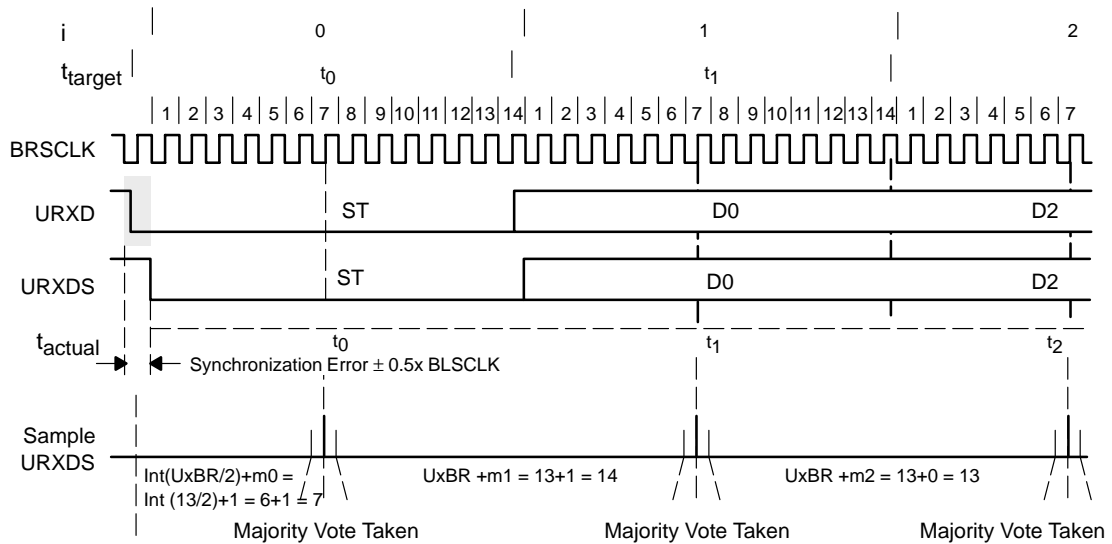 i 0 1 2
ttarget t0 t1
1 2 3 4 5 6 7 8 9 10 11 12 13 14 1 2 3 4 5 6 7 8 9 10 11 12 13 14 1 2 3 4 5 6 7
BRSCLK
URXD ST D0 D2
URXDS ST D0 D2
tactual t0 t1 t2
Synchronization Error ± 0.5x BLSCLK
Sample
URXDS
Int(UxBR/2)+m0 =
Int (13/2)+1 = 6+1 = 7
UxBR +m1 = 13+1 = 14
UxBR +m2 = 13+0 = 13
Majority Vote Taken Majority Vote Taken Majority Vote Taken